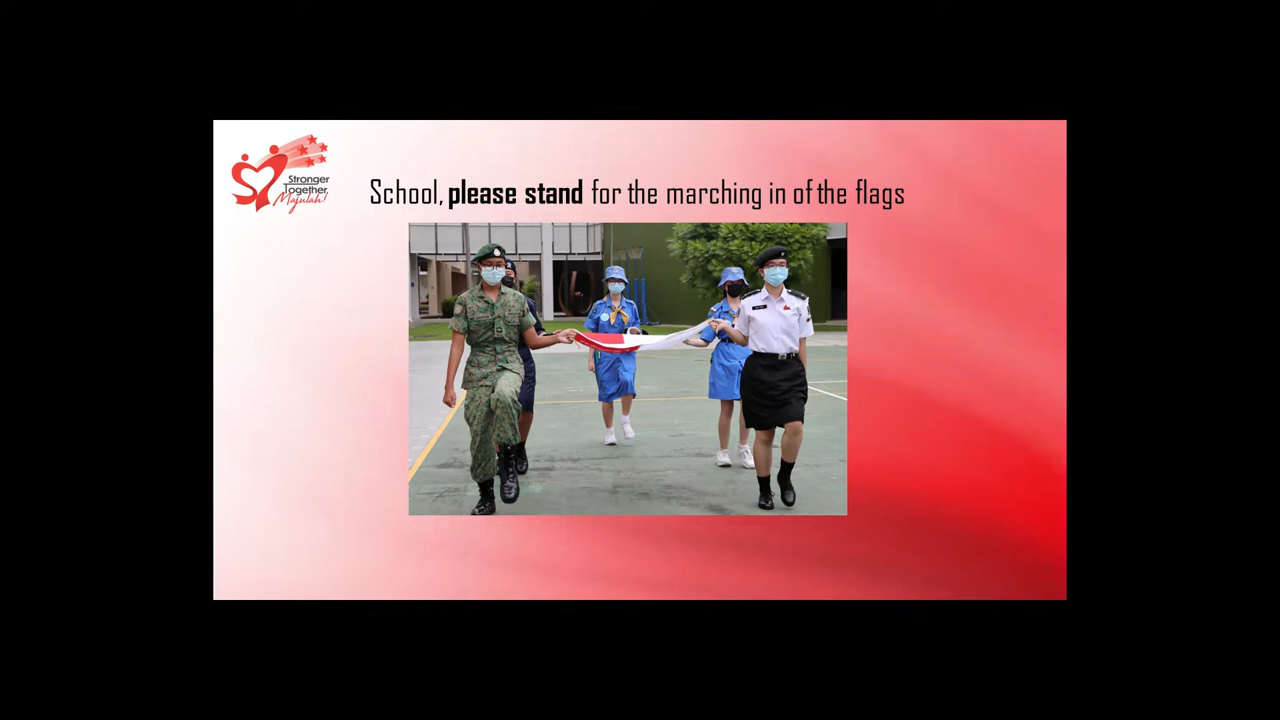 Stronger
Together,
Majulah!
School, please stand for the marching in of the flags